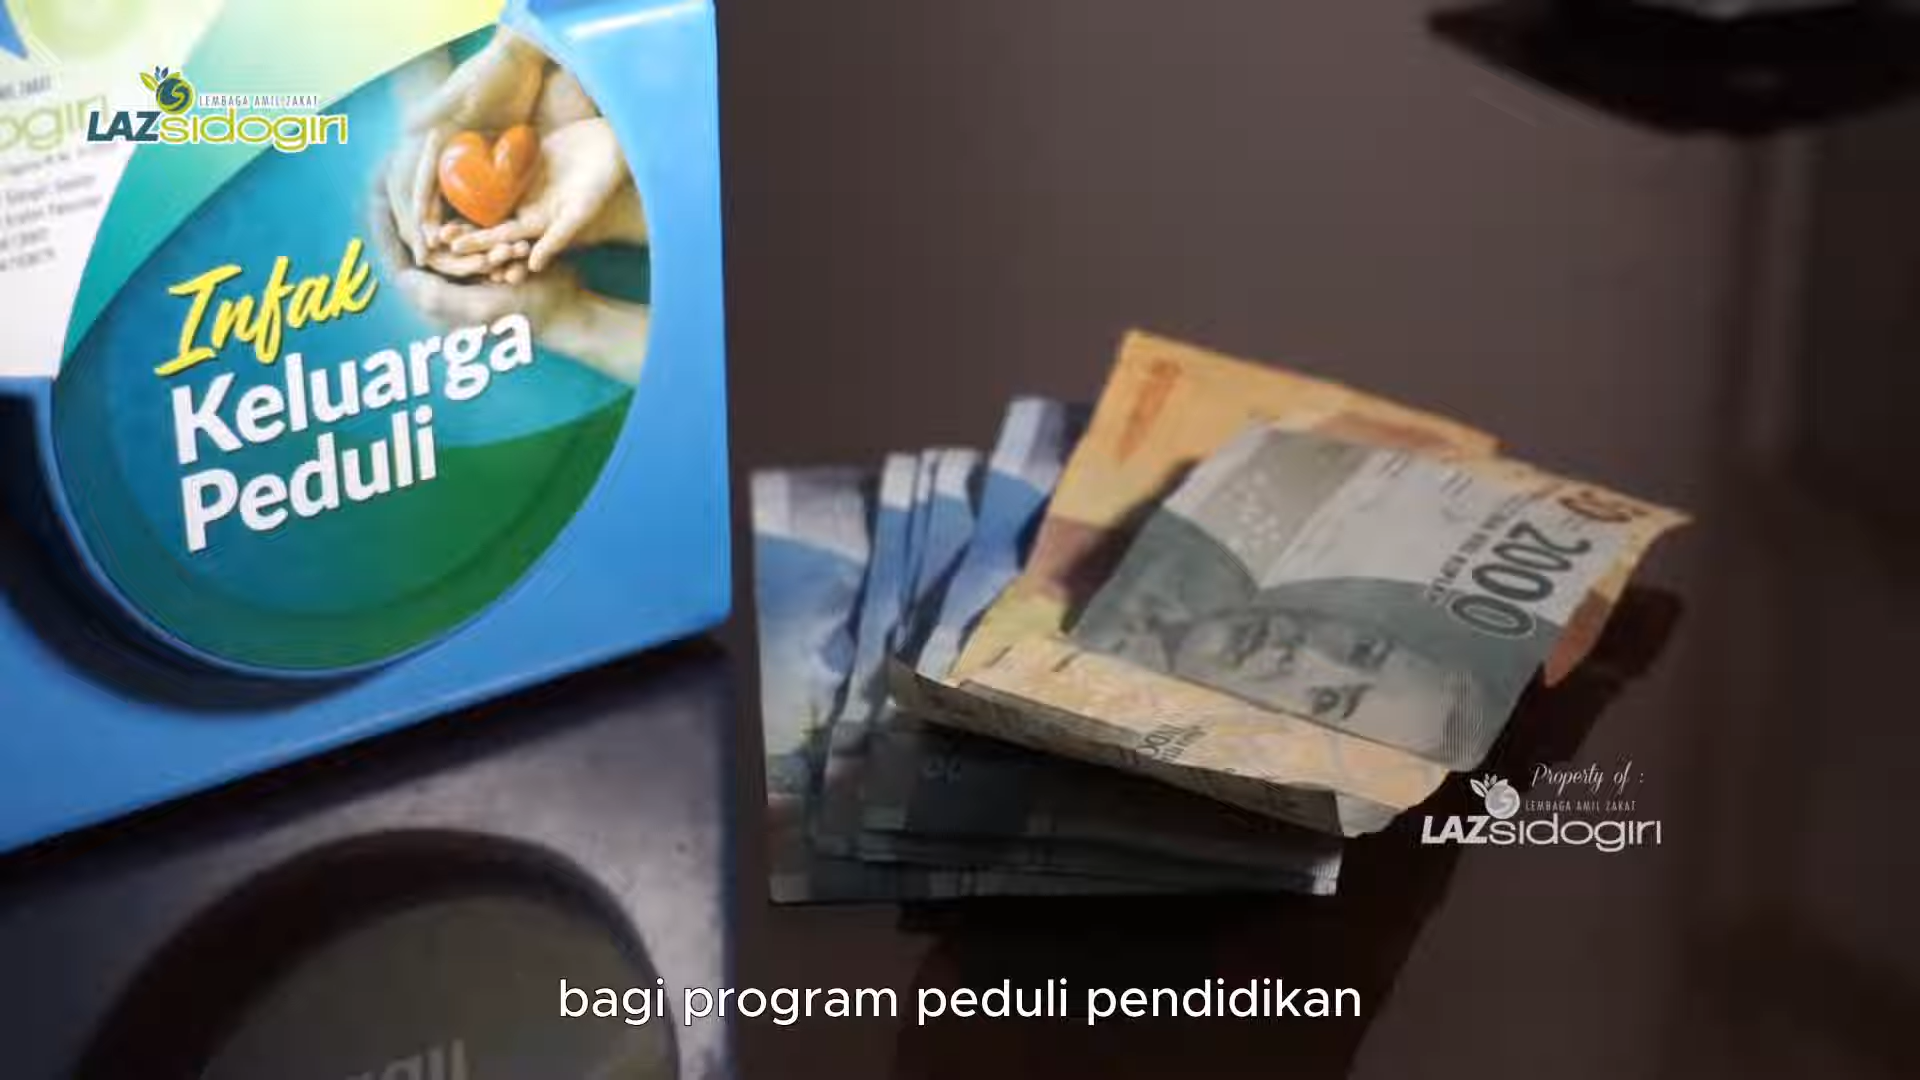 LEMBAGA AMIL ZAKAT
LAZsidogiri
Infak
Keluarga
Peduli
2000
Property of :
LEMBAGA AMIL ZAKAT
LAZsidogiri
bagi program peduli pendidikan